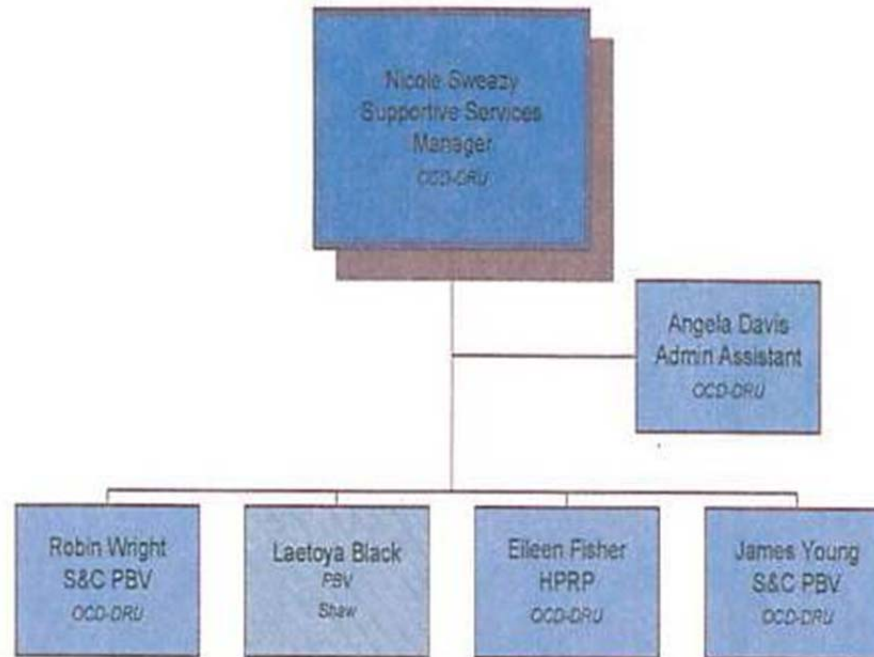 Nicole Sweazy
Supportive Services
Manager
OCD-DRU
Angela Davis
Admin Assistant
OCD-DRU
Robin Wright
S&C PBV
OCD-DRU
Laetoya Black
PBV
Shaw
Eileen Fisher
HPRP
OCD-DRU
James Young
S&C PBV
OCD-DRU